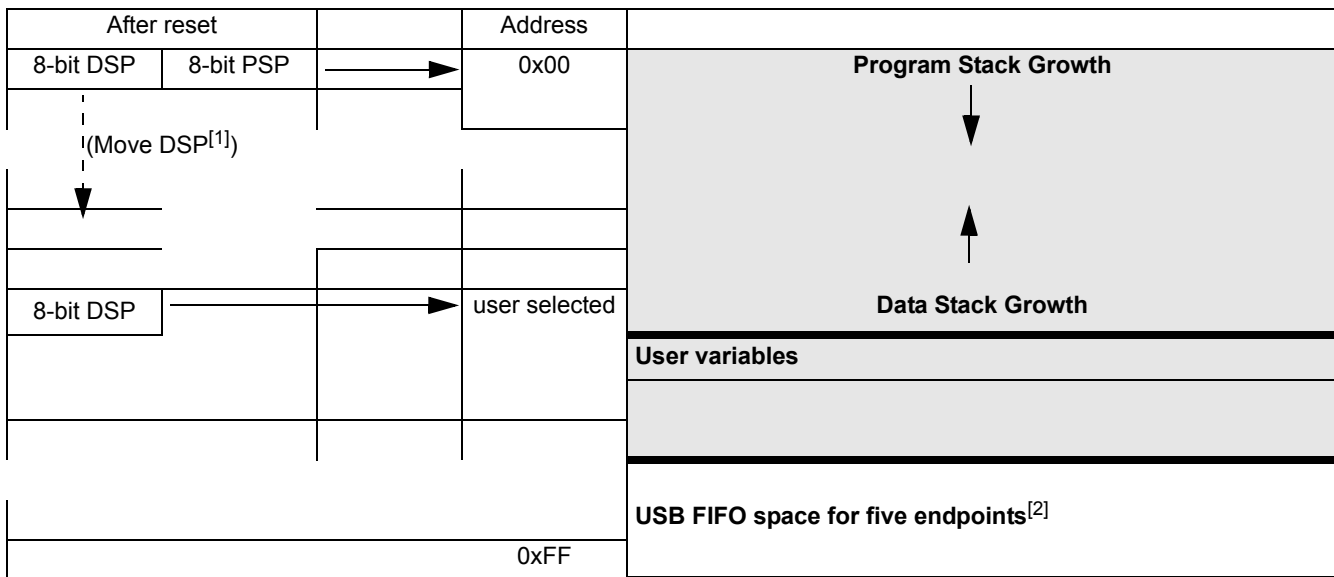 After reset Address
8-bit DSP 8-bit PSP 0x00 Program Stack Growth
(Move DSP[1])
8-bit DSP user selected Data Stack Growth
User variables
USB FIFO space for five endpoints[2]
0xFF